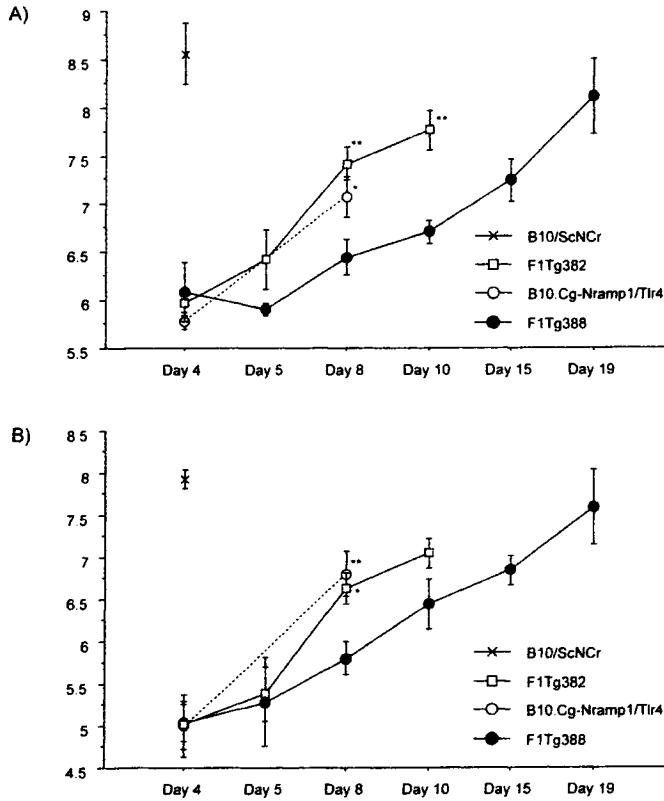 A)
9
8 5
8
7.5
7
6.5
6
5.5
**
**
*
B10/ScNCr
F1Tg382
B10.Cg-Nramp1/Tlr4
F1Tg388
Day 4 Day 5 Day 8 Day 10 Day 15 Day 19
B)
8 5
8
7.5
7
6.5
6
5.5
5
4.5
**
*
B10/ScNCr
F1Tg382
B10.Cg-Nramp1/Tlr4
F1Tg388
Day 4 Day 5 Day 8 Day 10 Day 15 Day 19